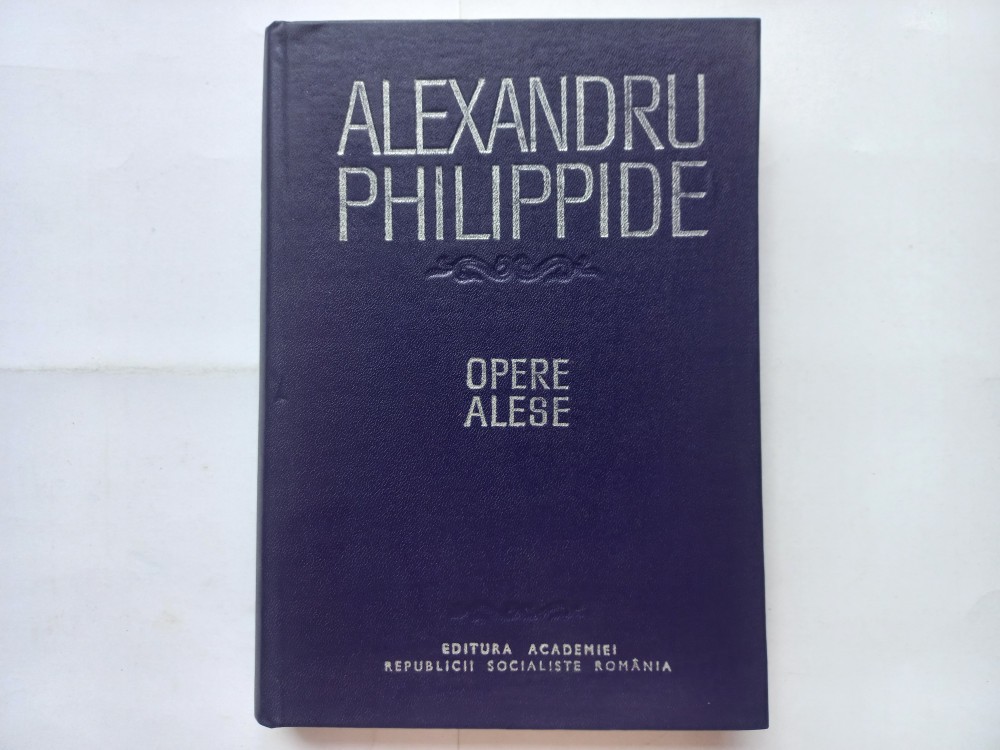 ALEXANDRU
PHILIPPIDE
OPERE
ALESE
EDITURA ACADEMIEI
REPUBLICII SOCIALISTE ROMÂNIA